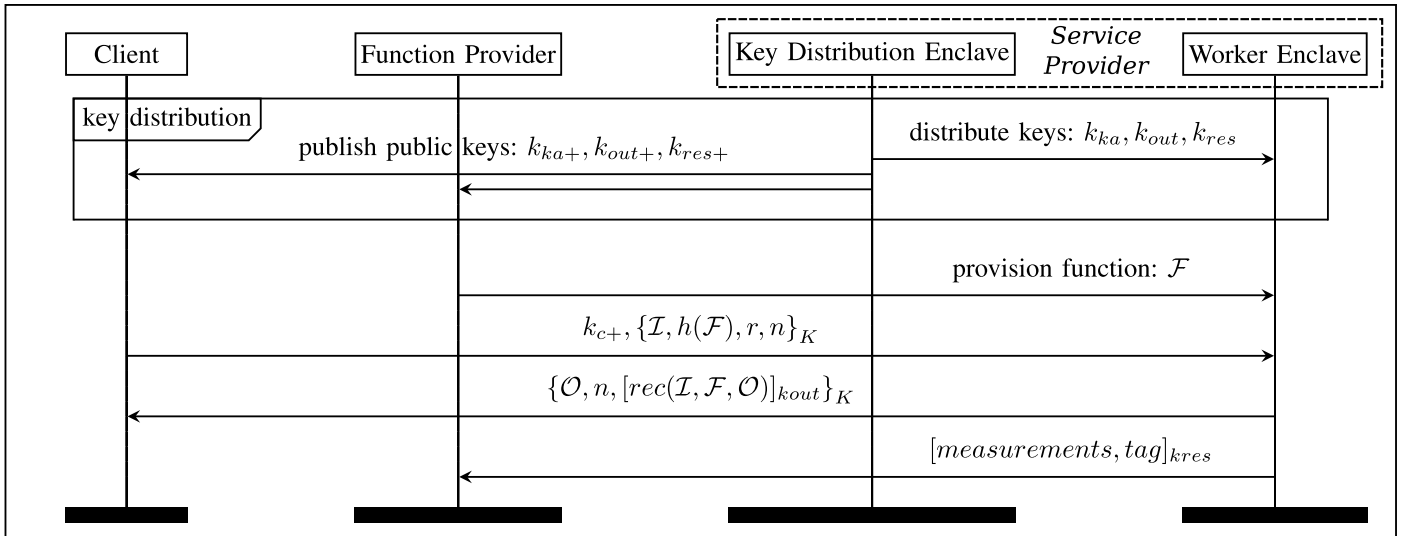 Client
Function Provider
Key Distribution Enclave
Service
Provider
Worker Enclave
key distribution
publish public keys: k_{ka+}, k_{out+}, k_{res+}
distribute keys: k_{ka}, k_{out}, k_{res}
provision function: ℱ
k_{c+}, {ℐ, h(ℱ), r, n}_K
{𝒪, n, [rec(ℐ, ℱ, 𝒪)]_{kout}}_K
[measurements, tag]_{kres}